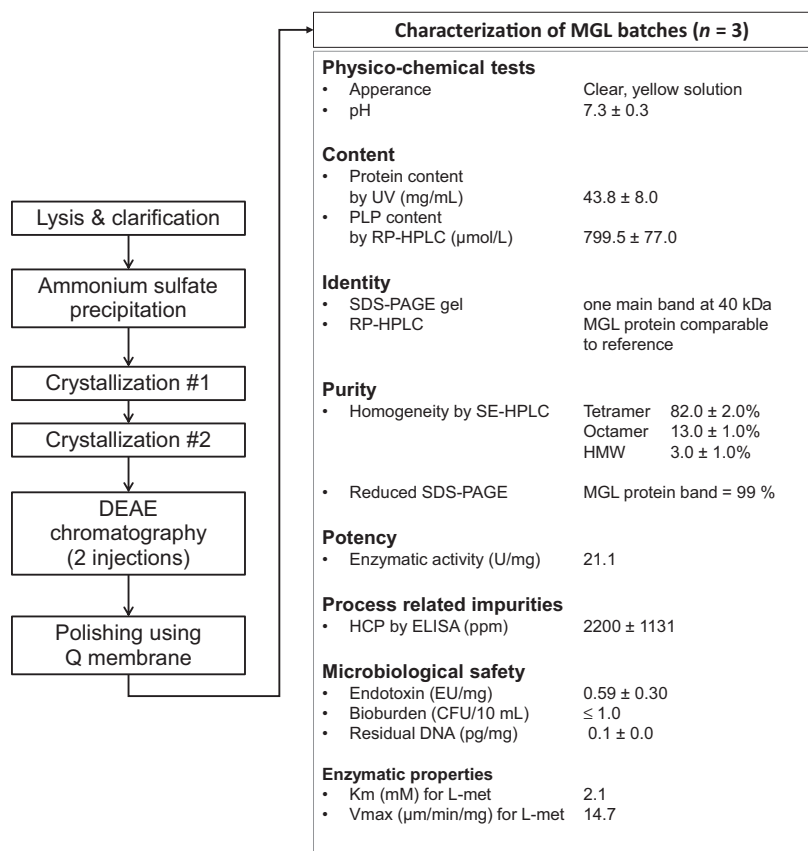 Lysis & clarification
Ammonium sulfate
precipitation
Crystallization #1
Crystallization #2
DEAE
chromatography
(2 injections)
Polishing using
Q membrane
Characterization of MGL batches (n = 3)
Physico-chemical tests
• Apperance Clear, yellow solution
• pH 7.3 ± 0.3
Content
• Protein content
by UV (mg/mL) 43.8 ± 8.0
• PLP content
by RP-HPLC (μmol/L) 799.5 ± 77.0
Identity
• SDS-PAGE gel one main band at 40 kDa
• RP-HPLC MGL protein comparable
to reference
Purity
• Homogeneity by SE-HPLC Tetramer 82.0 ± 2.0%
Octamer 13.0 ± 1.0%
HMW 3.0 ± 1.0%
• Reduced SDS-PAGE MGL protein band = 99 %
Potency
• Enzymatic activity (U/mg) 21.1
Process related impurities
• HCP by ELISA (ppm) 2200 ± 1131
Microbiological safety
• Endotoxin (EU/mg) 0.59 ± 0.30
• Bioburden (CFU/10 mL) ≤ 1.0
• Residual DNA (pg/mg) 0.1 ± 0.0
Enzymatic properties
• Km (mM) for L-met 2.1
• Vmax (μm/min/mg) for L-met 14.7